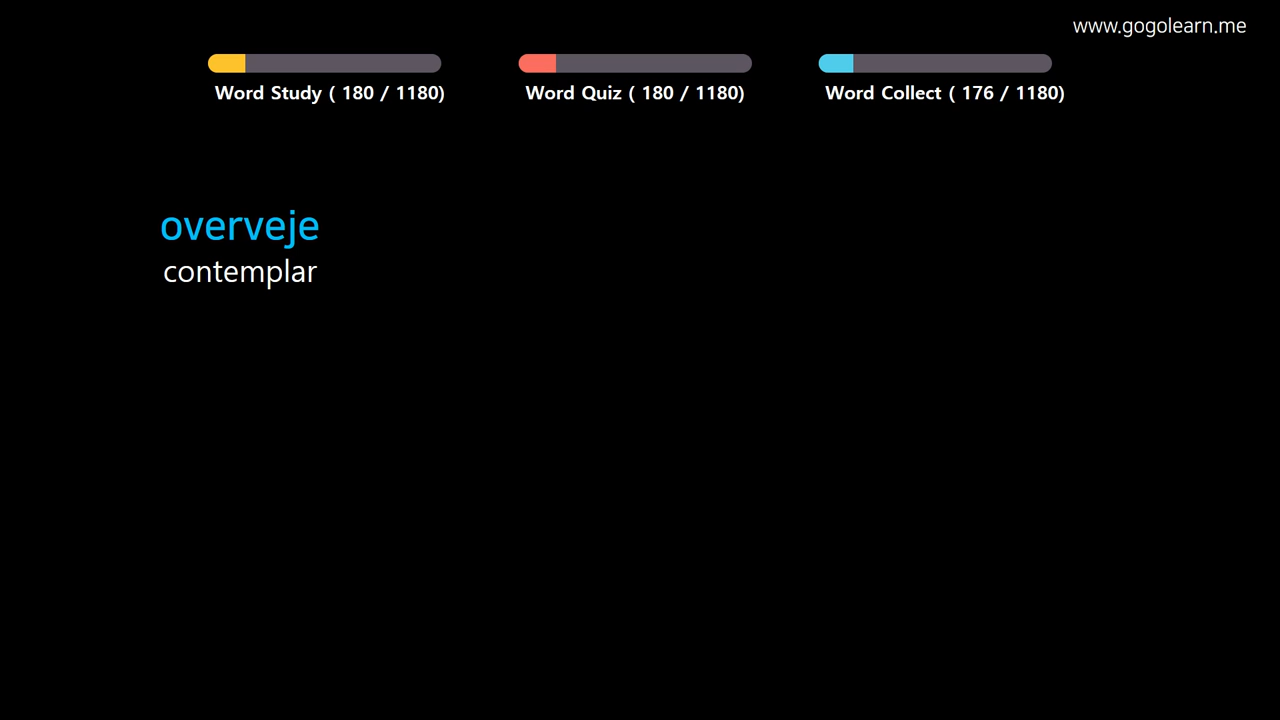 www.gogolearn.me
Word Study ( 180 / 1180)
Word Quiz ( 180 / 1180)
Word Collect ( 176 / 1180)
overveje
contemplar